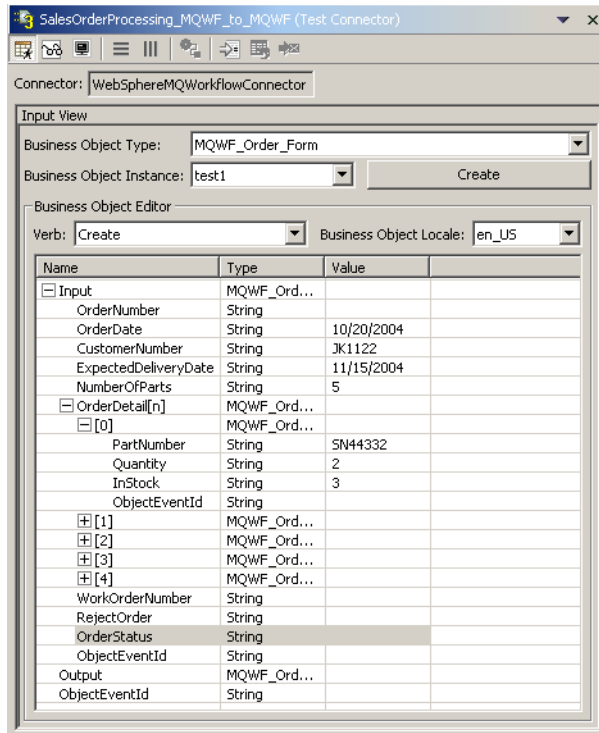 SalesOrderProcessing_MQWF_to_MQWF (Test Connector)
Connector: WebSphereMQWorkflowConnector
Input View
Business Object Type: MQWF_Order_Form
Business Object Instance: test1 Create
Business Object Editor
Verb: Create Business Object Locale: en_US
Name Type Value
Input MQWF_Ord...
OrderNumber String
OrderDate String 10/20/2004
CustomerNumber String JK1122
ExpectedDeliveryDate String 11/15/2004
NumberOfParts String 5
OrderDetail[n] MQWF_Ord...
[0] MQWF_Ord...
PartNumber String SN44332
Quantity String 2
InStock String 3
ObjectEventId String
[1] MQWF_Ord...
[2] MQWF_Ord...
[3] MQWF_Ord...
[4] MQWF_Ord...
WorkOrderNumber String
RejectOrder String
OrderStatus String
ObjectEventId String
Output MQWF_Ord...
ObjectEventId String